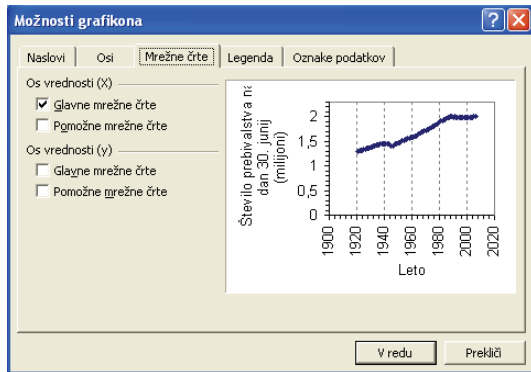 Možnosti grafikona
Naslovi Osi Mrežne črte Legenda Oznake podatkov
Os vrednosti (X)
Glavne mrežne črte
Pomožne mrežne črte
Os vrednosti (y)
Glavne mrežne črte
Pomožne mrežne črte
Število prebivalstva na
dan 30. junij
(milijoni)
2
1,5
1
0,5
0
1900 1920 1940 1960 1980 2000 2020
Leto
V redu Prekliči